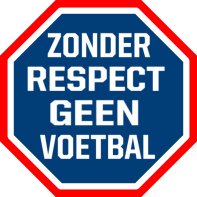 ZONDER
RESPECT
GEEN
VOETBAL